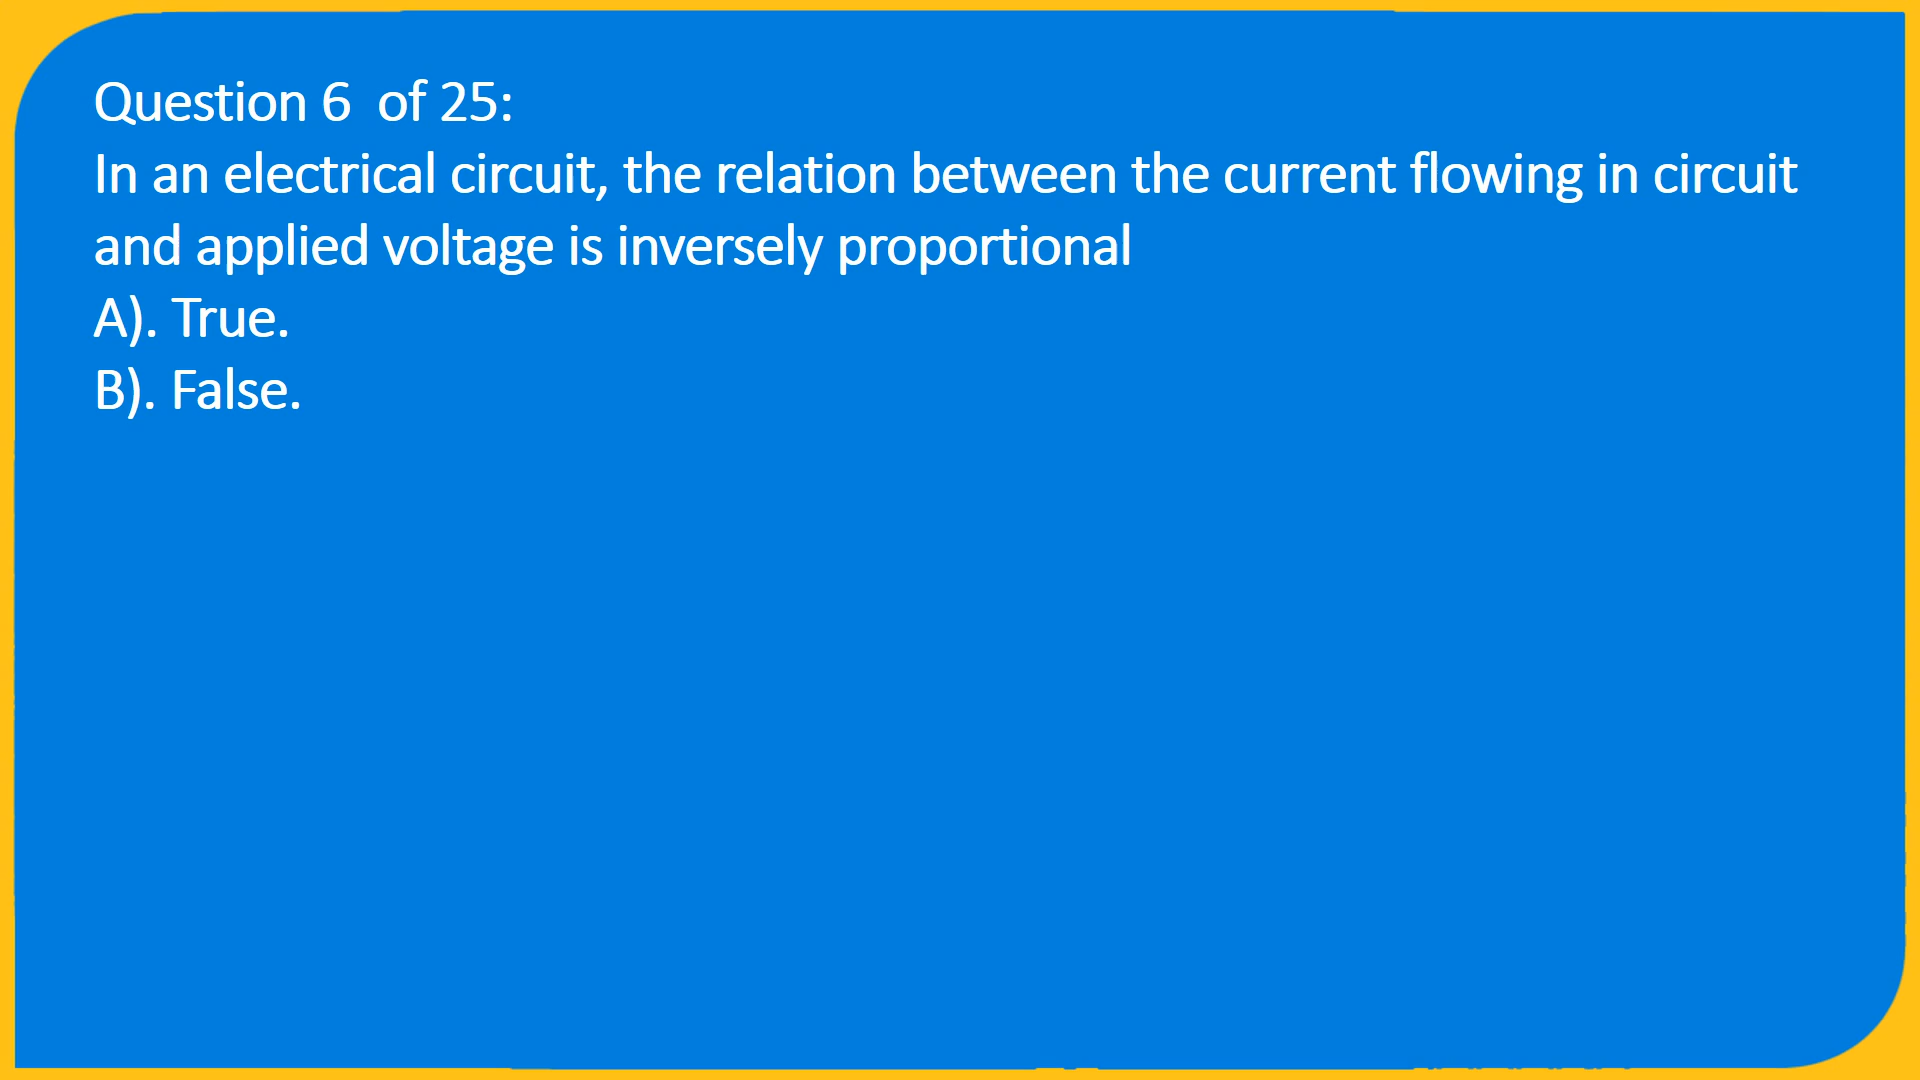 Question 6  of 25:
In an electrical circuit, the relation between the current flowing in circuit
and applied voltage is inversely proportional
A). True.
B). False.